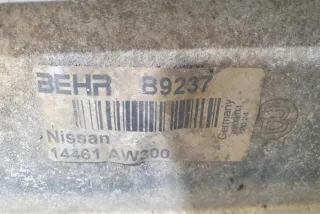 BEHR B9237
Nissan
14461 AW300
Germany